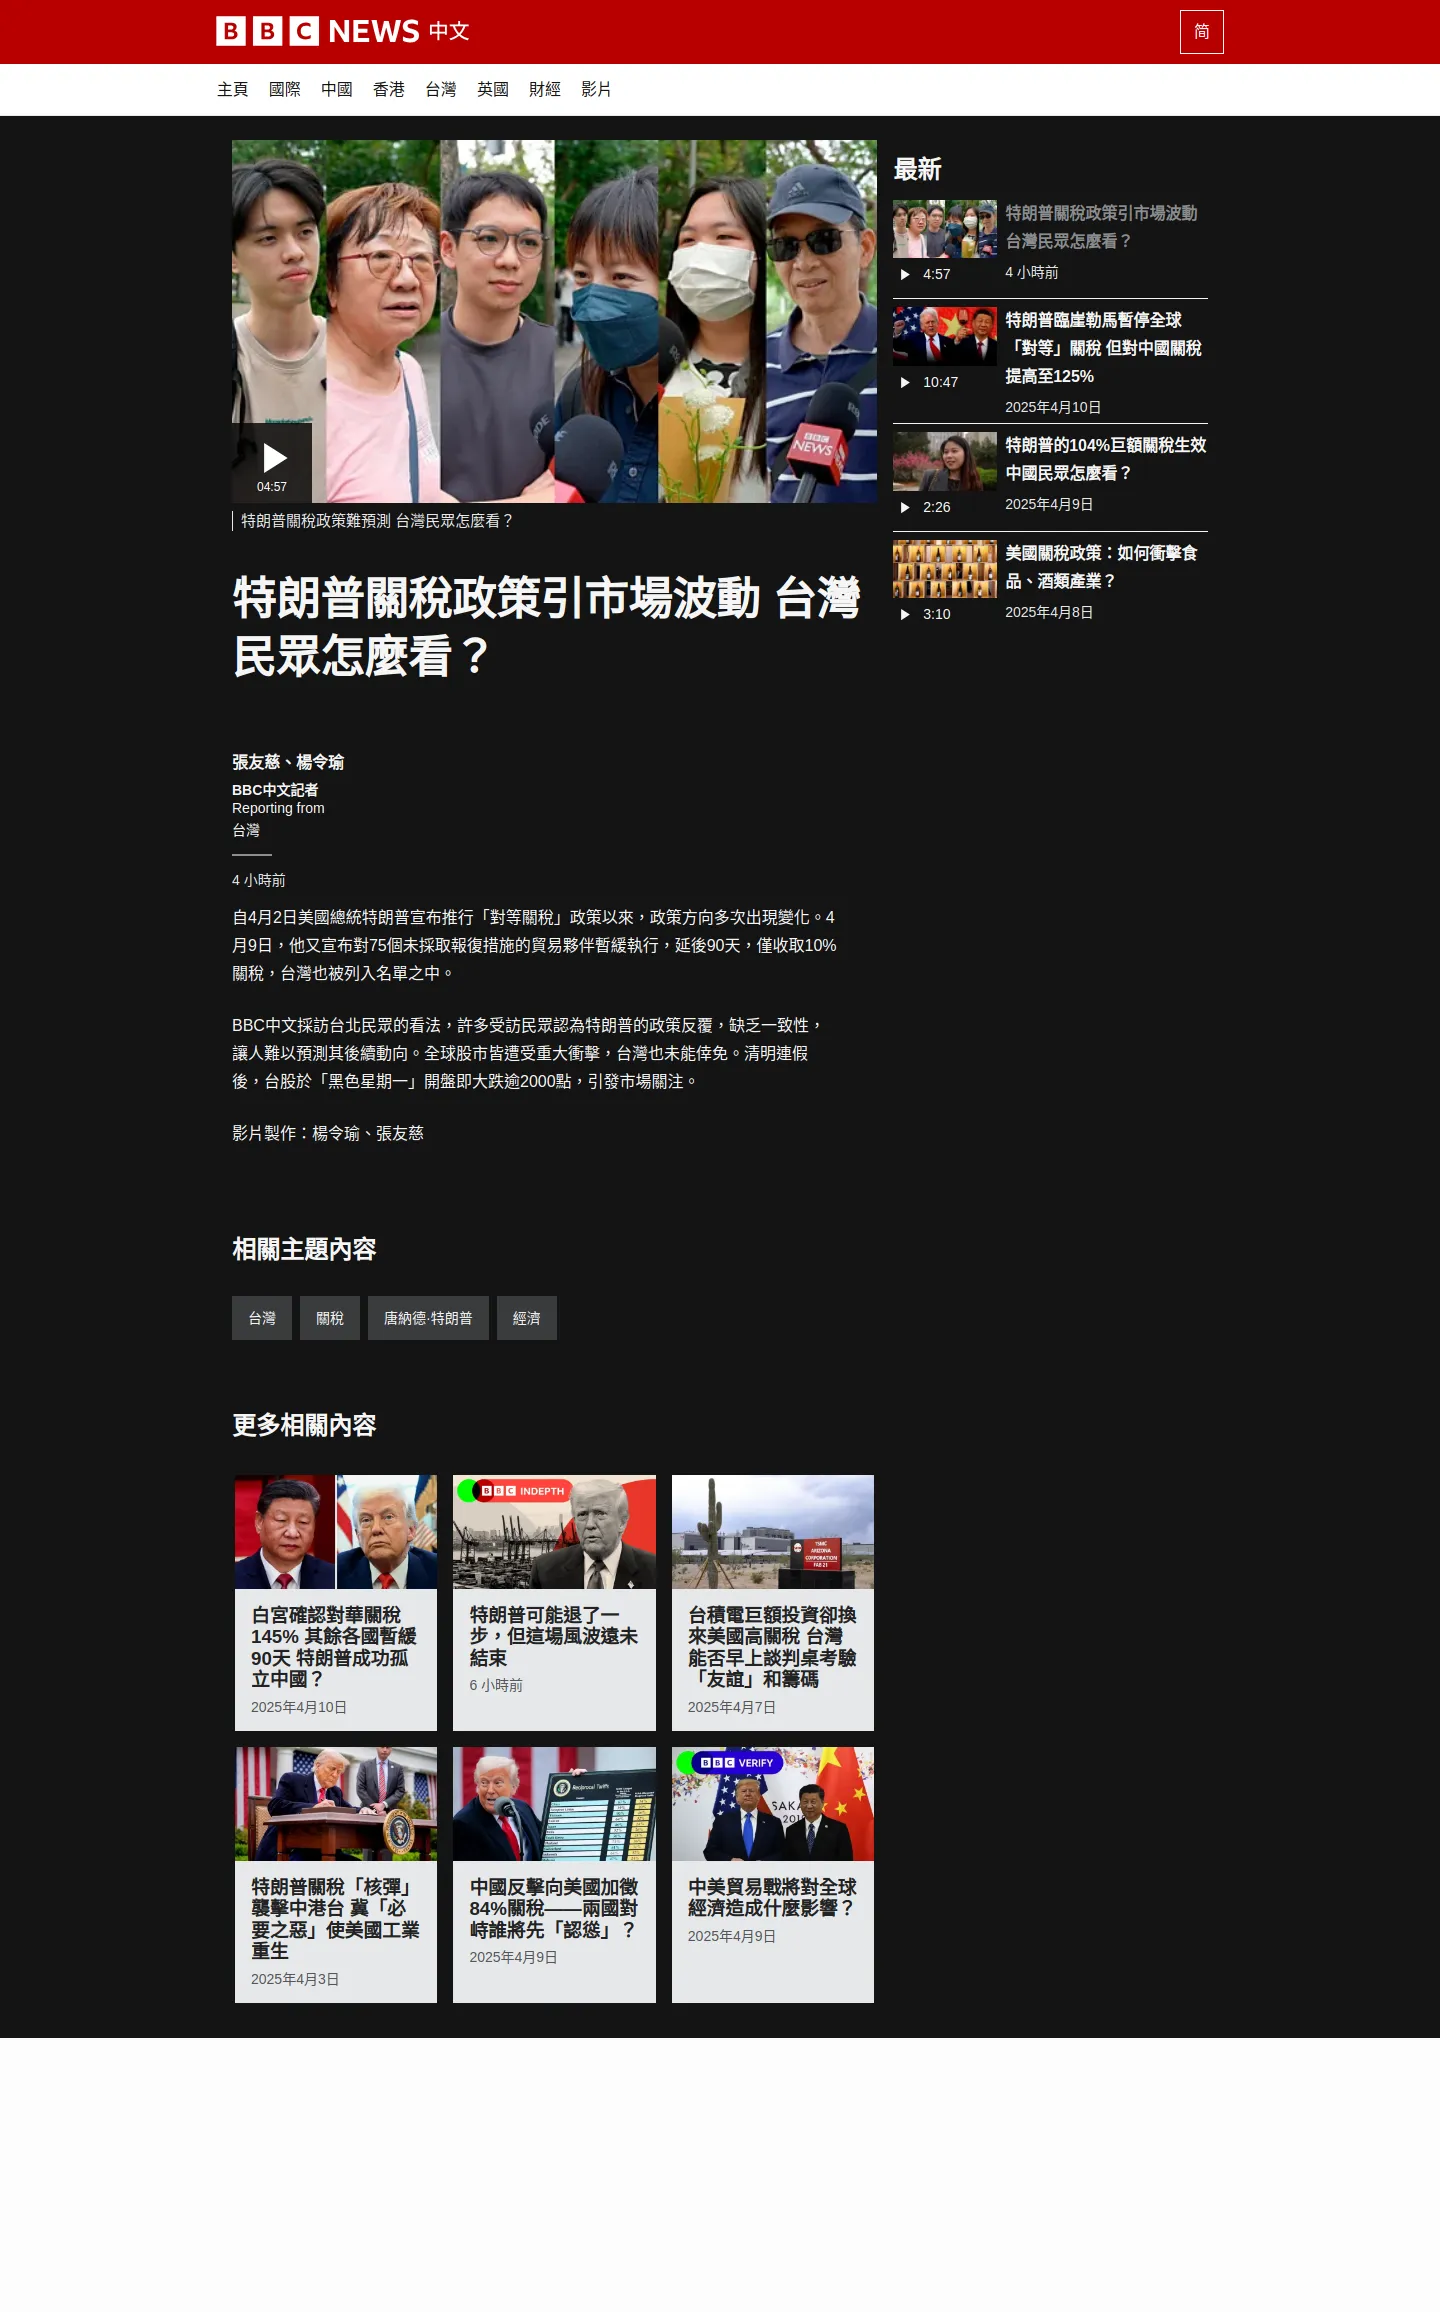 BBC NEWS 中文
简
主頁 國際 中國 香港 台灣 英國 財經 影片
BBC NEWS
04:57
特朗普關稅政策難預測 台灣民眾怎麼看？
特朗普關稅政策引市場波動 台灣
民眾怎麼看？
張友慈、楊令瑜
BBC中文記者
Reporting from
台灣
4 小時前
自4月2日美國總統特朗普宣布推行「對等關稅」政策以來，政策方向多次出現變化。4
月9日，他又宣布對75個未採取報復措施的貿易夥伴暫緩執行，延後90天，僅收取10%
關稅，台灣也被列入名單之中。
BBC中文採訪台北民眾的看法，許多受訪民眾認為特朗普的政策反覆，缺乏一致性，
讓人難以預測其後續動向。全球股市皆遭受重大衝擊，台灣也未能倖免。清明連假
後，台股於「黑色星期一」開盤即大跌逾2000點，引發市場關注。
影片製作：楊令瑜、張友慈
最新
特朗普關稅政策引市場波動
台灣民眾怎麼看？
4:57
4 小時前
特朗普臨崖勒馬暫停全球
「對等」關稅 但對中國關稅
提高至125%
10:47
2025年4月10日
特朗普的104%巨額關稅生效
中國民眾怎麼看？
2:26
2025年4月9日
美國關稅政策：如何衝擊食
品、酒類產業？
3:10
2025年4月8日
相關主題內容
台灣 關稅 唐納德·特朗普 經濟
更多相關內容
白宮確認對華關稅
145% 其餘各國暫緩
90天 特朗普成功孤
立中國？
2025年4月10日
BBC INDEPTH
特朗普可能退了一
步，但這場風波遠未
結束
6 小時前
TSMC
ARIZONA
CORPORATION
FAB 21
台積電巨額投資卻換
來美國高關稅 台灣
能否早上談判桌考驗
「友誼」和籌碼
2025年4月7日
特朗普關稅「核彈」
襲擊中港台 冀「必
要之惡」使美國工業
重生
2025年4月3日
Reciprocal Tariffs
中國反擊向美國加徵
84%關稅——兩國對
峙誰將先「認慫」？
2025年4月9日
BBC VERIFY
中美貿易戰將對全球
經濟造成什麼影響？
2025年4月9日